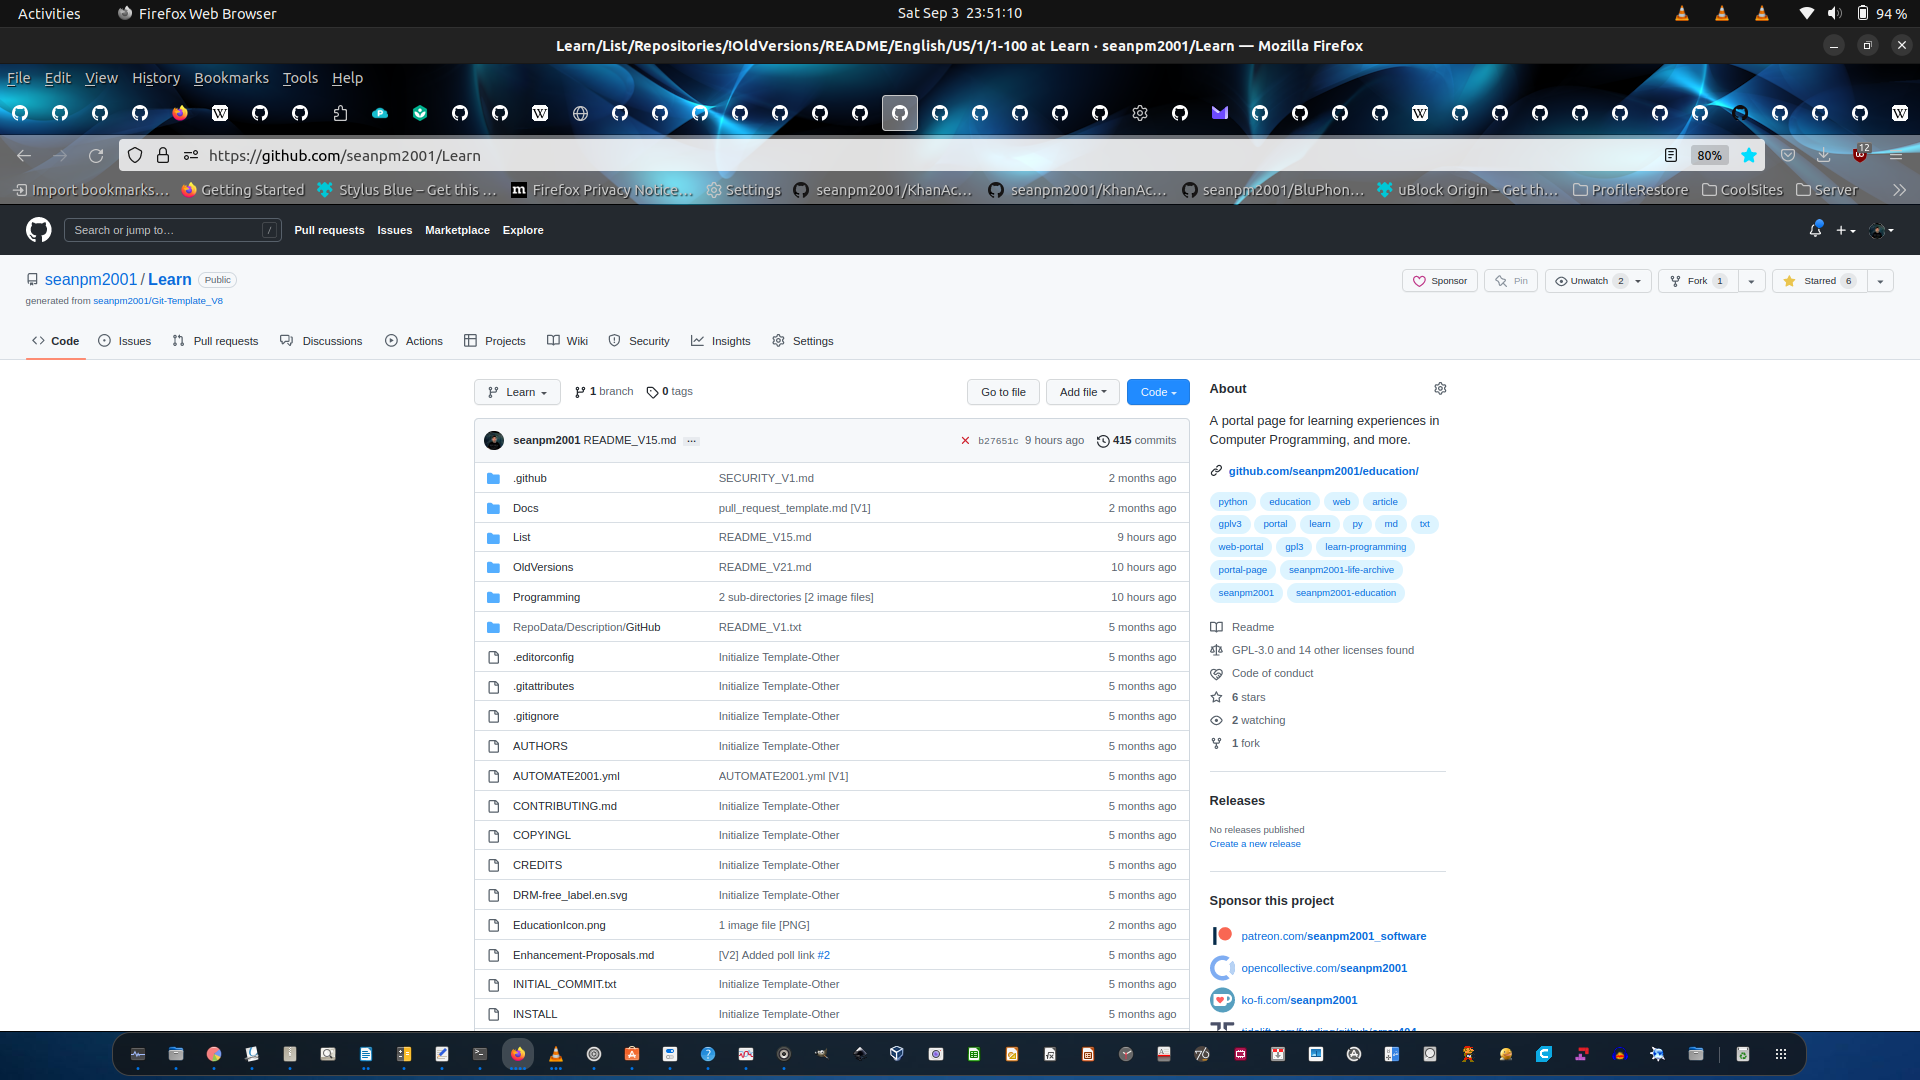 Activities
Firefox Web Browser
Sat Sep 3 23:51:10
94 %
Learn/List/Repositories/!OldVersions/README/English/US/1/1-100 at Learn · seanpm2001/Learn — Mozilla Firefox
File Edit View History Bookmarks Tools Help
https://github.com/seanpm2001/Learn
80%
12
Import bookmarks…
Getting Started
Stylus Blue – Get this …
Firefox Privacy Notice…
Settings
seanpm2001/KhanAc…
seanpm2001/KhanAc…
seanpm2001/BluPhon…
uBlock Origin – Get th…
ProfileRestore
CoolSites
Server
Search or jump to…
/
Pull requests Issues Marketplace Explore
seanpm2001 / Learn Public
generated from seanpm2001/Git-Template_V8
Sponsor
Pin
Unwatch 2
Fork 1
Starred 6
Code
Issues
Pull requests
Discussions
Actions
Projects
Wiki
Security
Insights
Settings
Learn
1 branch
0 tags
Go to file
Add file
Code
seanpm2001 README_V15.md ...
b27651c 9 hours ago
415 commits
.github SECURITY_V1.md 2 months ago
Docs pull_request_template.md [V1] 2 months ago
List README_V15.md 9 hours ago
OldVersions README_V21.md 10 hours ago
Programming 2 sub-directories [2 image files] 10 hours ago
RepoData/Description/GitHub README_V1.txt 5 months ago
.editorconfig Initialize Template-Other 5 months ago
.gitattributes Initialize Template-Other 5 months ago
.gitignore Initialize Template-Other 5 months ago
AUTHORS Initialize Template-Other 5 months ago
AUTOMATE2001.yml AUTOMATE2001.yml [V1] 5 months ago
CONTRIBUTING.md Initialize Template-Other 5 months ago
COPYINGL Initialize Template-Other 5 months ago
CREDITS Initialize Template-Other 5 months ago
DRM-free_label.en.svg Initialize Template-Other 5 months ago
EducationIcon.png 1 image file [PNG] 2 months ago
Enhancement-Proposals.md [V2] Added poll link #2 5 months ago
INITIAL_COMMIT.txt Initialize Template-Other 5 months ago
INSTALL Initialize Template-Other 5 months ago
About
A portal page for learning experiences in
Computer Programming, and more.
github.com/seanpm2001/education/
python education web article
gplv3 portal learn py md txt
web-portal gpl3 learn-programming
portal-page seanpm2001-life-archive
seanpm2001 seanpm2001-education
Readme
GPL-3.0 and 14 other licenses found
Code of conduct
6 stars
2 watching
1 fork
Releases
No releases published
Create a new release
Sponsor this project
patreon.com/seanpm2001_software
opencollective.com/seanpm2001
ko-fi.com/seanpm2001
tidelift.com/funding/github/error404